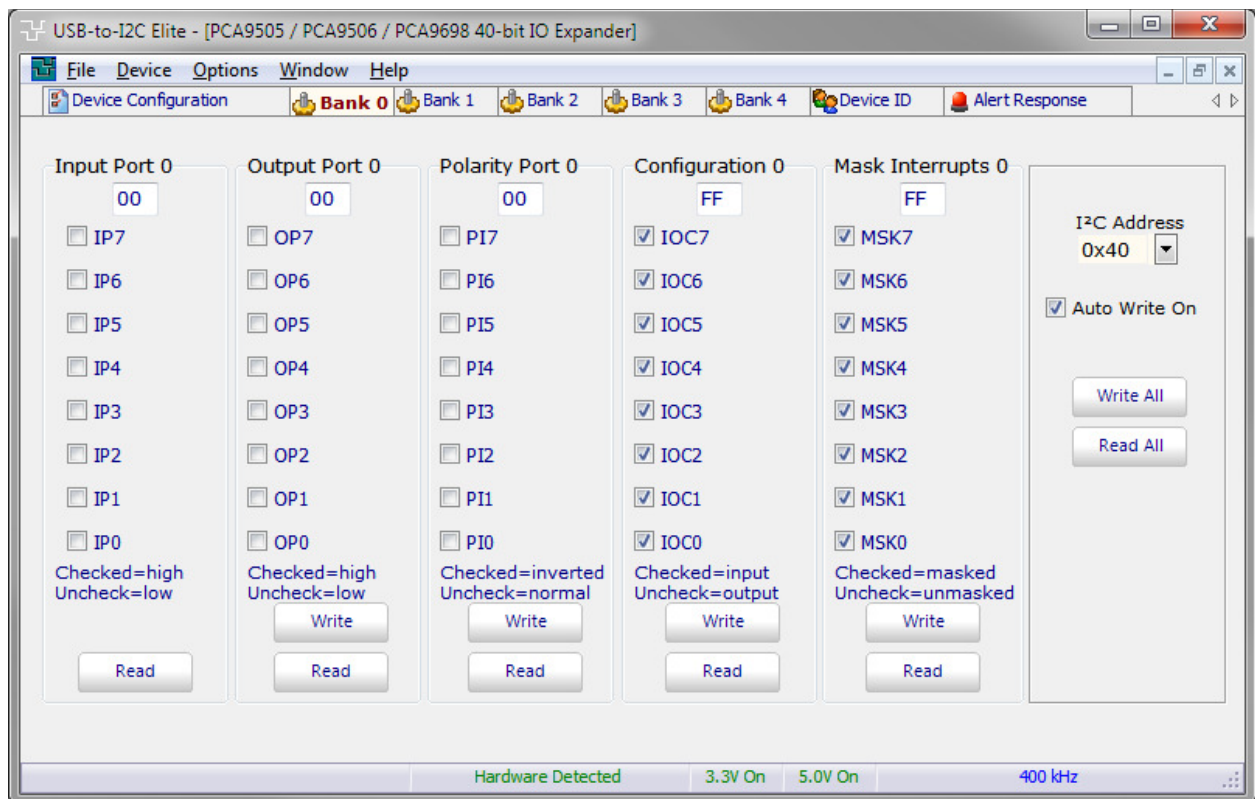 USB-to-I2C Elite - [PCA9505 / PCA9506 / PCA9698 40-bit IO Expander]
File Device Options Window Help
Device Configuration Bank 0 Bank 1 Bank 2 Bank 3 Bank 4 Device ID Alert Response
Input Port 0 Output Port 0 Polarity Port 0 Configuration 0 Mask Interrupts 0
00 00 00 FF FF
I²C Address
0x40
IP7 OP7 PI7 IOC7 MSK7
IP6 OP6 PI6 IOC6 MSK6
Auto Write On
IP5 OP5 PI5 IOC5 MSK5
IP4 OP4 PI4 IOC4 MSK4
Write All
IP3 OP3 PI3 IOC3 MSK3
Read All
IP2 OP2 PI2 IOC2 MSK2
IP1 OP1 PI1 IOC1 MSK1
IP0 OP0 PI0 IOC0 MSK0
Checked=high Checked=high Checked=inverted Checked=input Checked=masked
Uncheck=low Uncheck=low Uncheck=normal Uncheck=output Uncheck=unmasked
Write Write Write Write
Read Read Read Read Read
Hardware Detected 3.3V On 5.0V On 400 kHz